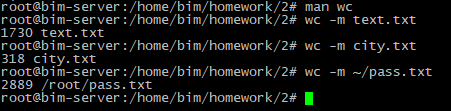 root@bim-server:/home/bim/homework/2# man wc
root@bim-server:/home/bim/homework/2# wc -m text.txt
1730 text.txt
root@bim-server:/home/bim/homework/2# wc -m city.txt
318 city.txt
root@bim-server:/home/bim/homework/2# wc -m ~/pass.txt
2889 /root/pass.txt
root@bim-server:/home/bim/homework/2#